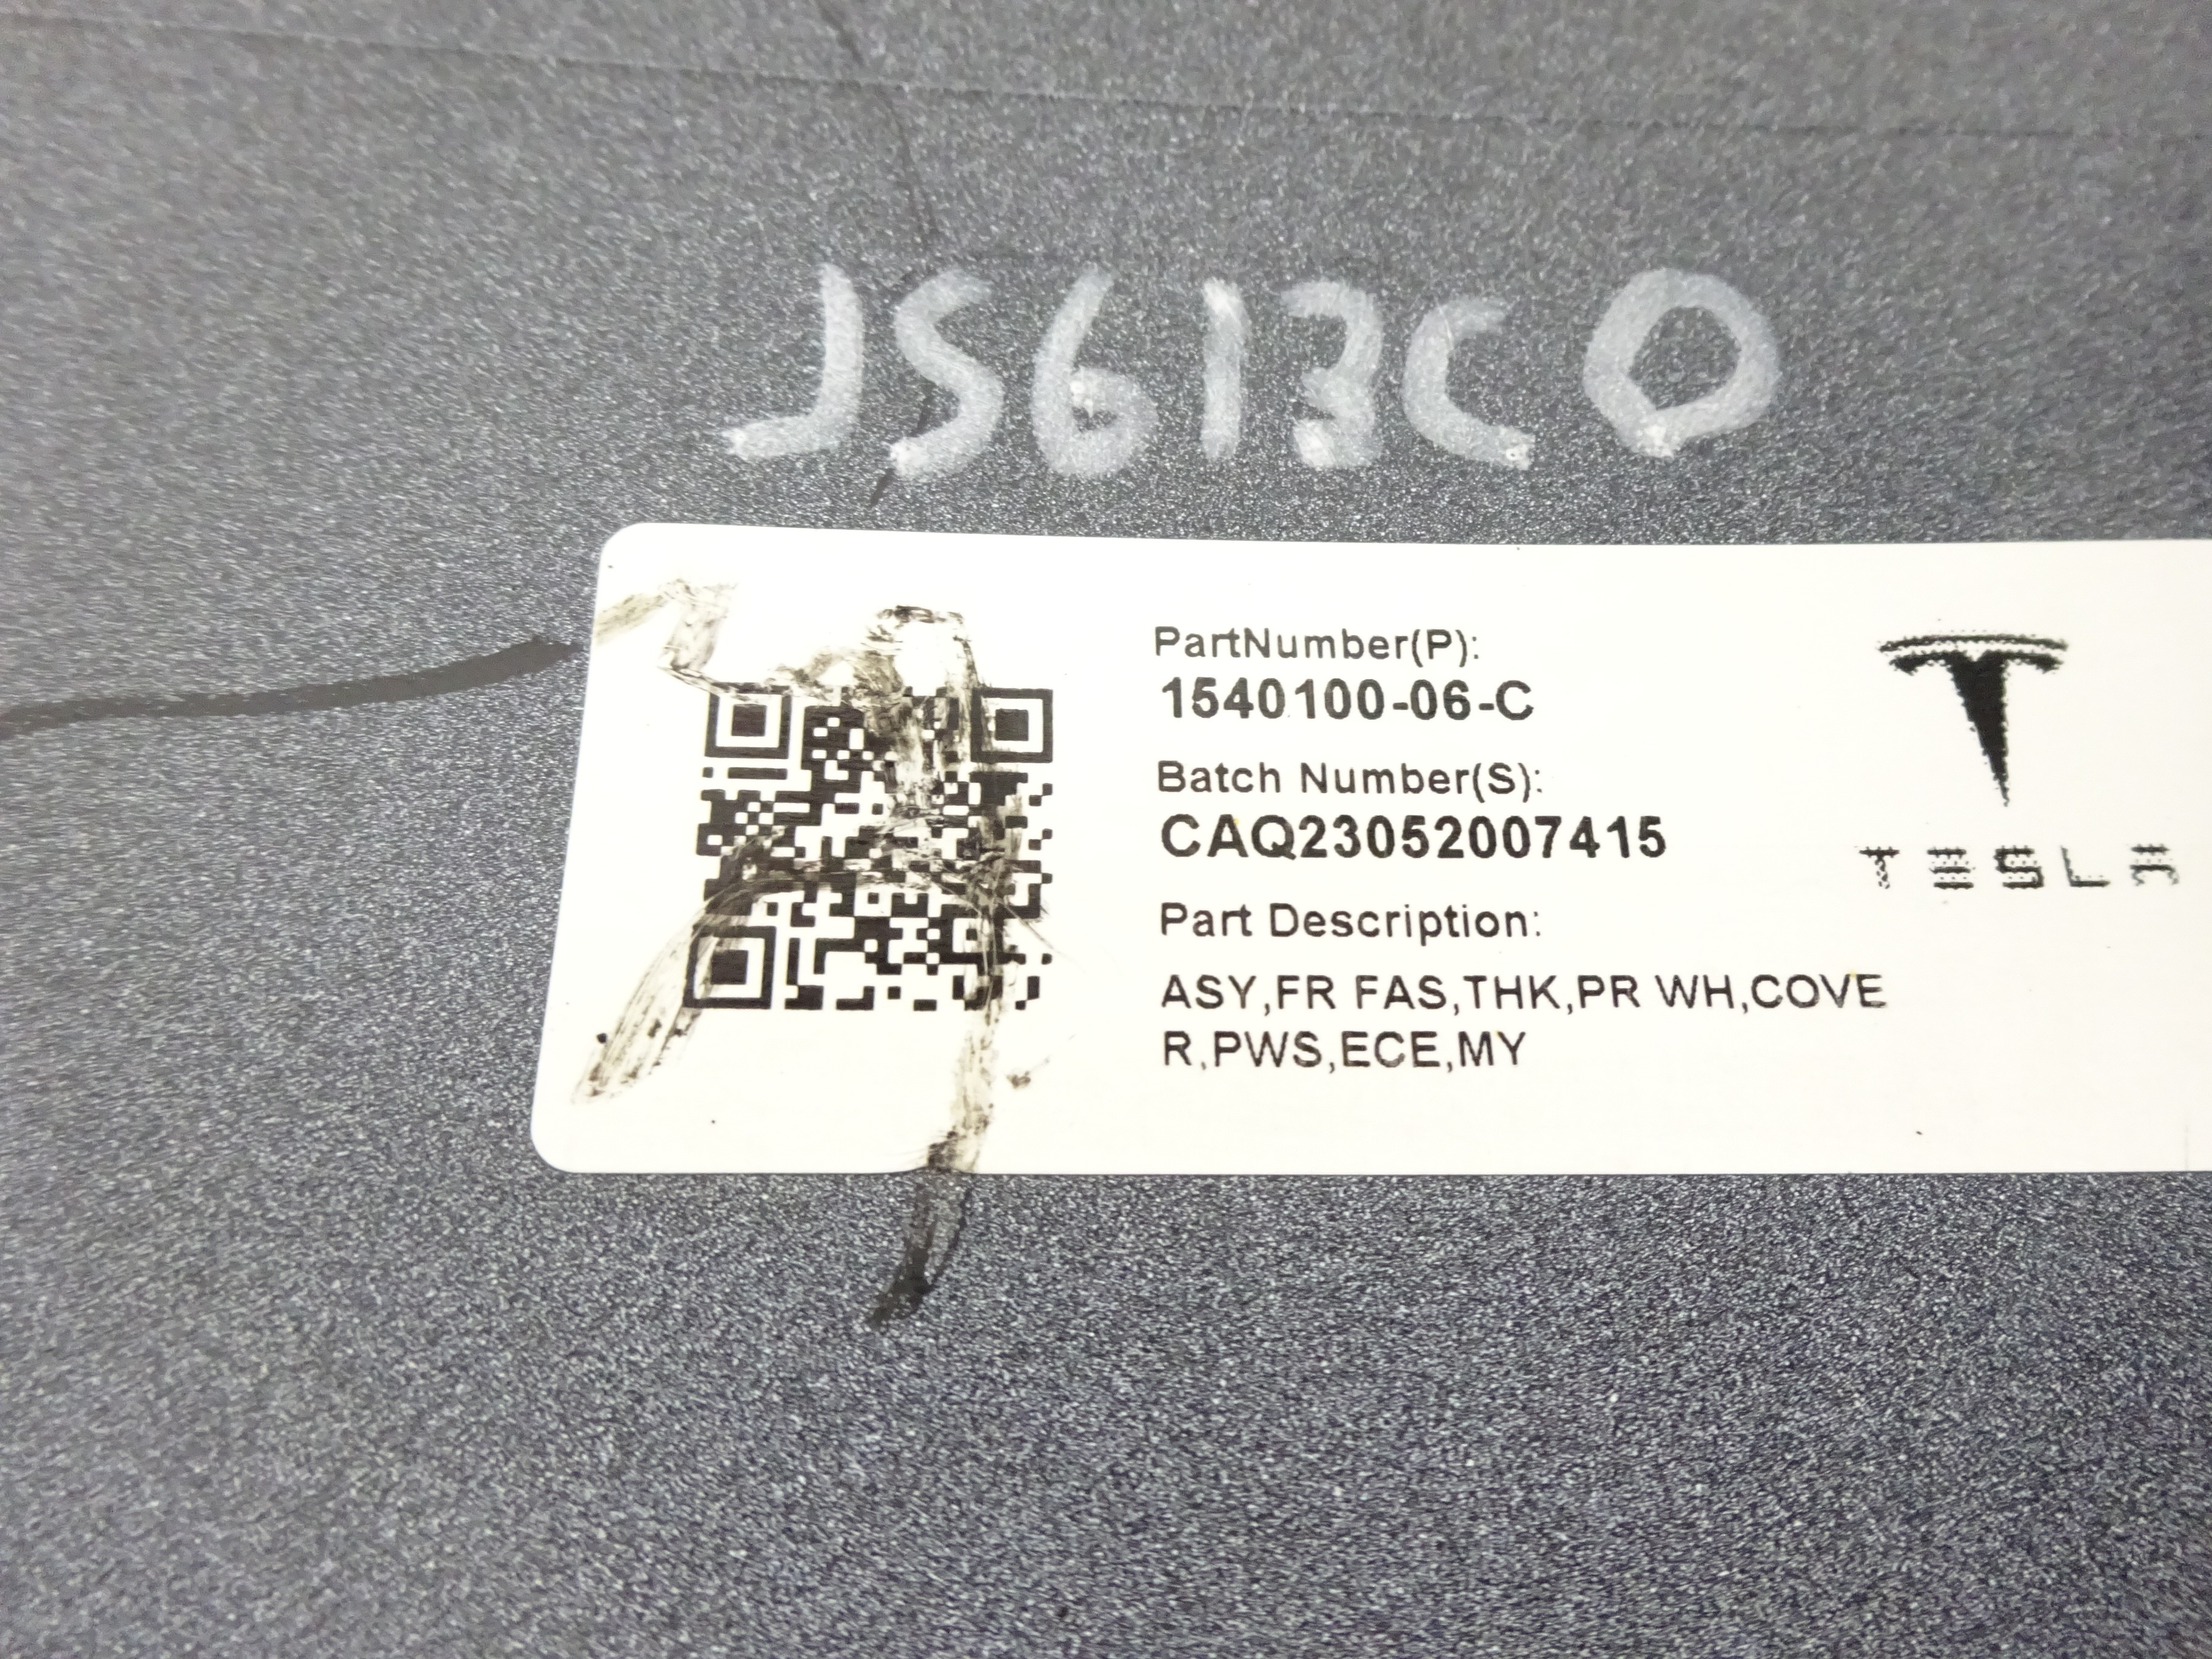 JS613CO
PartNumber(P):
1540100-06-C
Batch Number(S):
CAQ23052007415
Part Description:
ASY,FR FAS,THK,PR WH,COVE
R,PWS,ECE,MY
TESLA